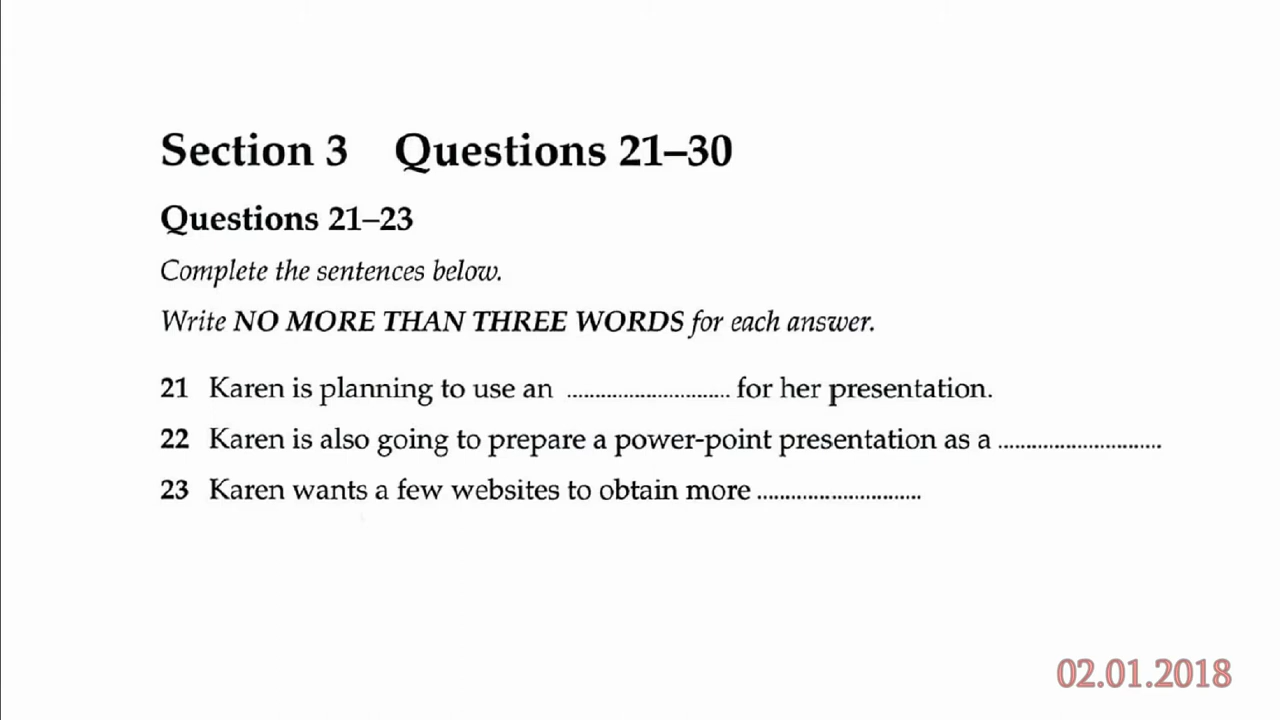 Section 3 Questions 21–30
Questions 21–23
Complete the sentences below.
Write NO MORE THAN THREE WORDS for each answer.
21 Karen is planning to use an ............................. for her presentation.
22 Karen is also going to prepare a power-point presentation as a .............................
23 Karen wants a few websites to obtain more .............................
02.01.2018